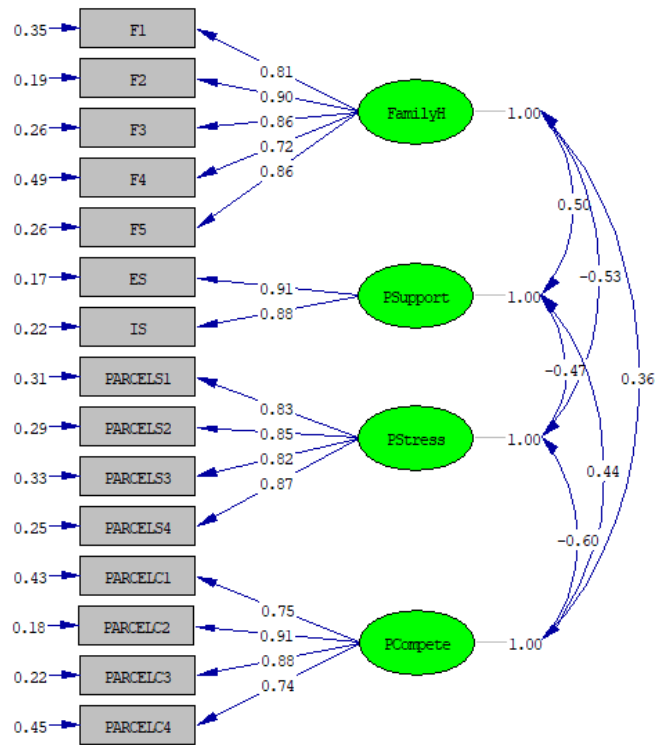 0.35 F1
0.81
0.19 F2
0.90
0.26 F3
0.86
FamilyH 1.00
0.49 F4
0.72
0.26 F5
0.86
0.50
0.17 ES
0.91
-0.53
PSupport 1.00
0.22 IS
0.88
0.31 PARCELS1
-0.47
0.36
0.83
0.29 PARCELS2
0.85
PStress 1.00
0.33 PARCELS3
0.82
0.44
0.25 PARCELS4
0.87
-0.60
0.43 PARCELC1
0.75
0.18 PARCELC2
0.91
PCompete 1.00
0.22 PARCELC3
0.88
0.45 PARCELC4
0.74